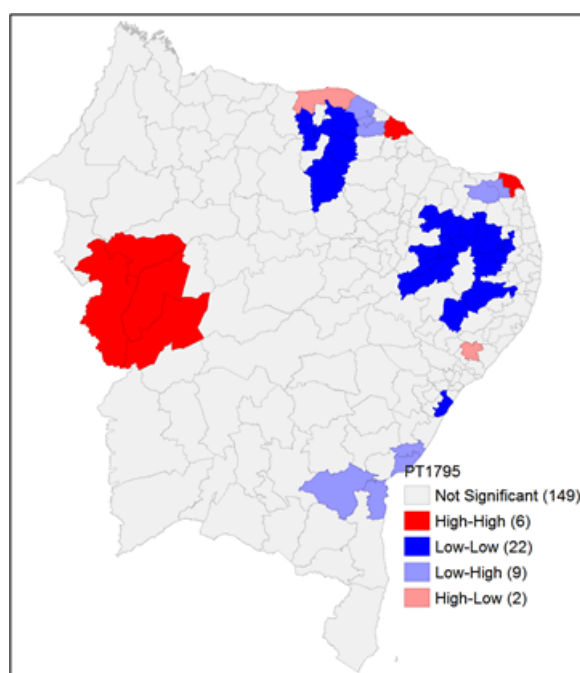 PT1795
Not Significant (149)
High-High (6)
Low-Low (22)
Low-High (9)
High-Low (2)